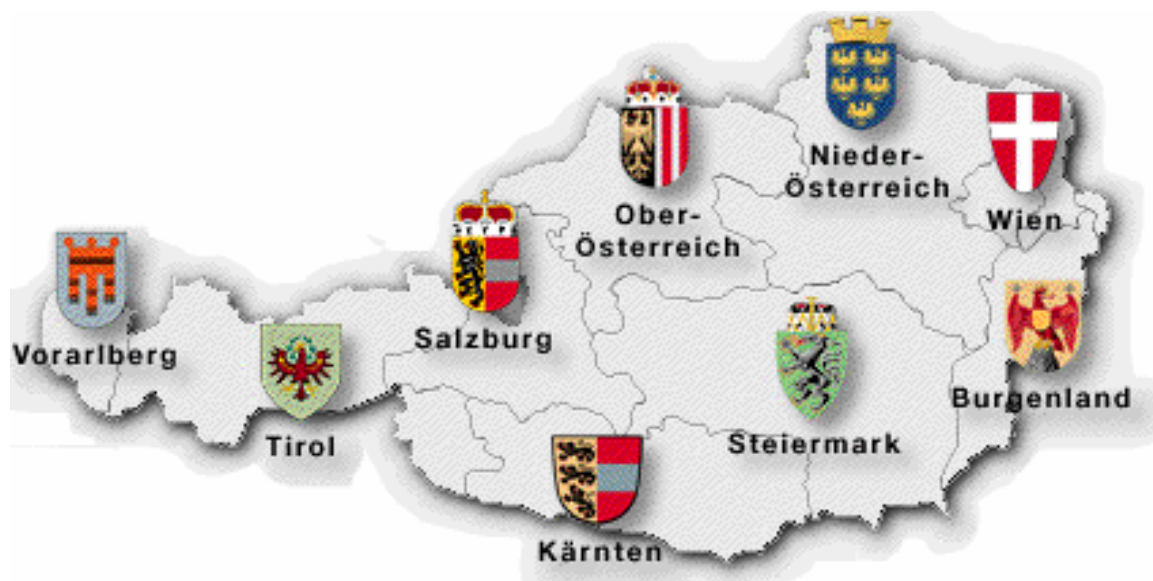 Nieder-
Österreich
Wien
Ober-
Österreich
Salzburg
Vorarlberg
Tirol
Burgenland
Steiermark
Kärnten